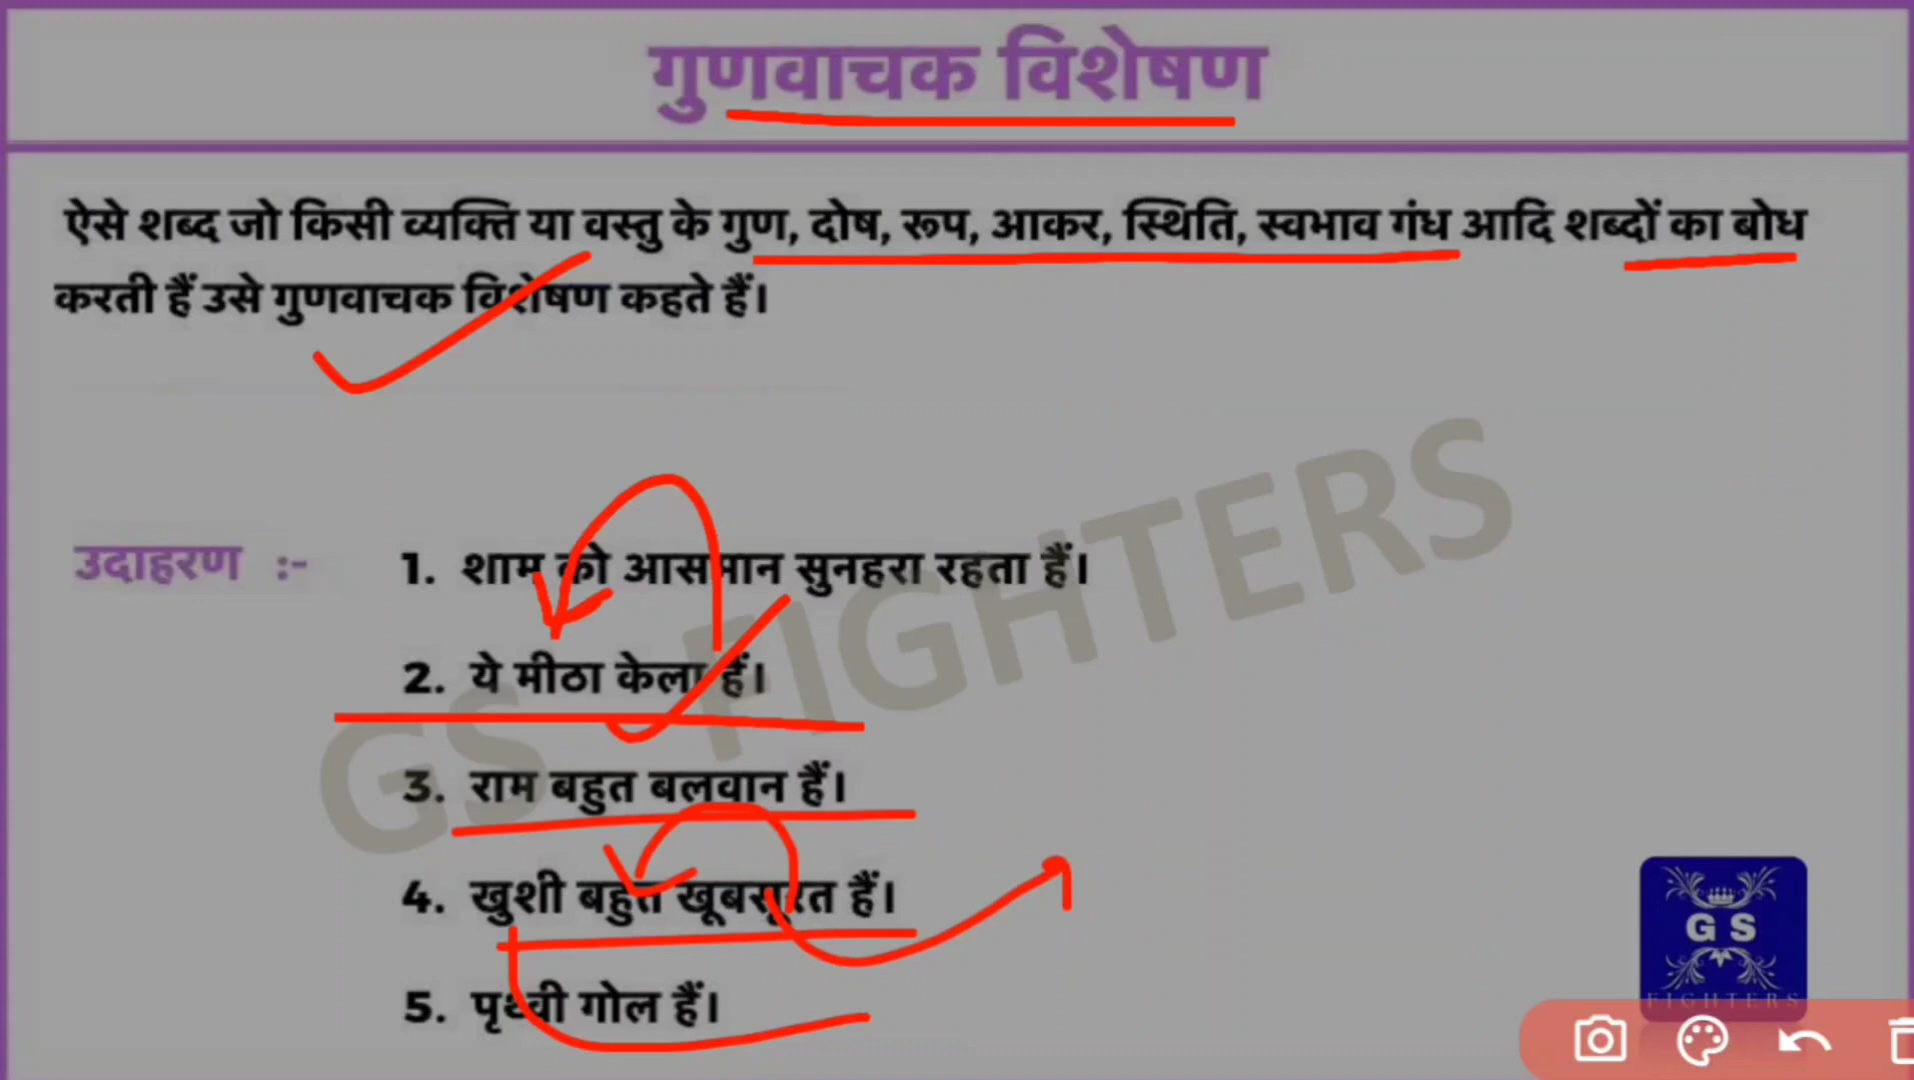 गुणवाचक विशेषण
ऐसे शब्द जो किसी व्यक्ति या वस्तु के गुण, दोष, रूप, आकर, स्थिति, स्वभाव गंध आदि शब्दों का बोध
करती हैं उसे गुणवाचक विशेषण कहते हैं।
उदाहरण :- 1. शाम को आसमान सुनहरा रहता हैं।
2. ये मीठा केला हैं।
3. राम बहुत बलवान हैं।
4. खुशी बहुत खूबसूरत हैं।
5. पृथ्वी गोल हैं।
GS FIGHTERS
G S
FIGHTERS